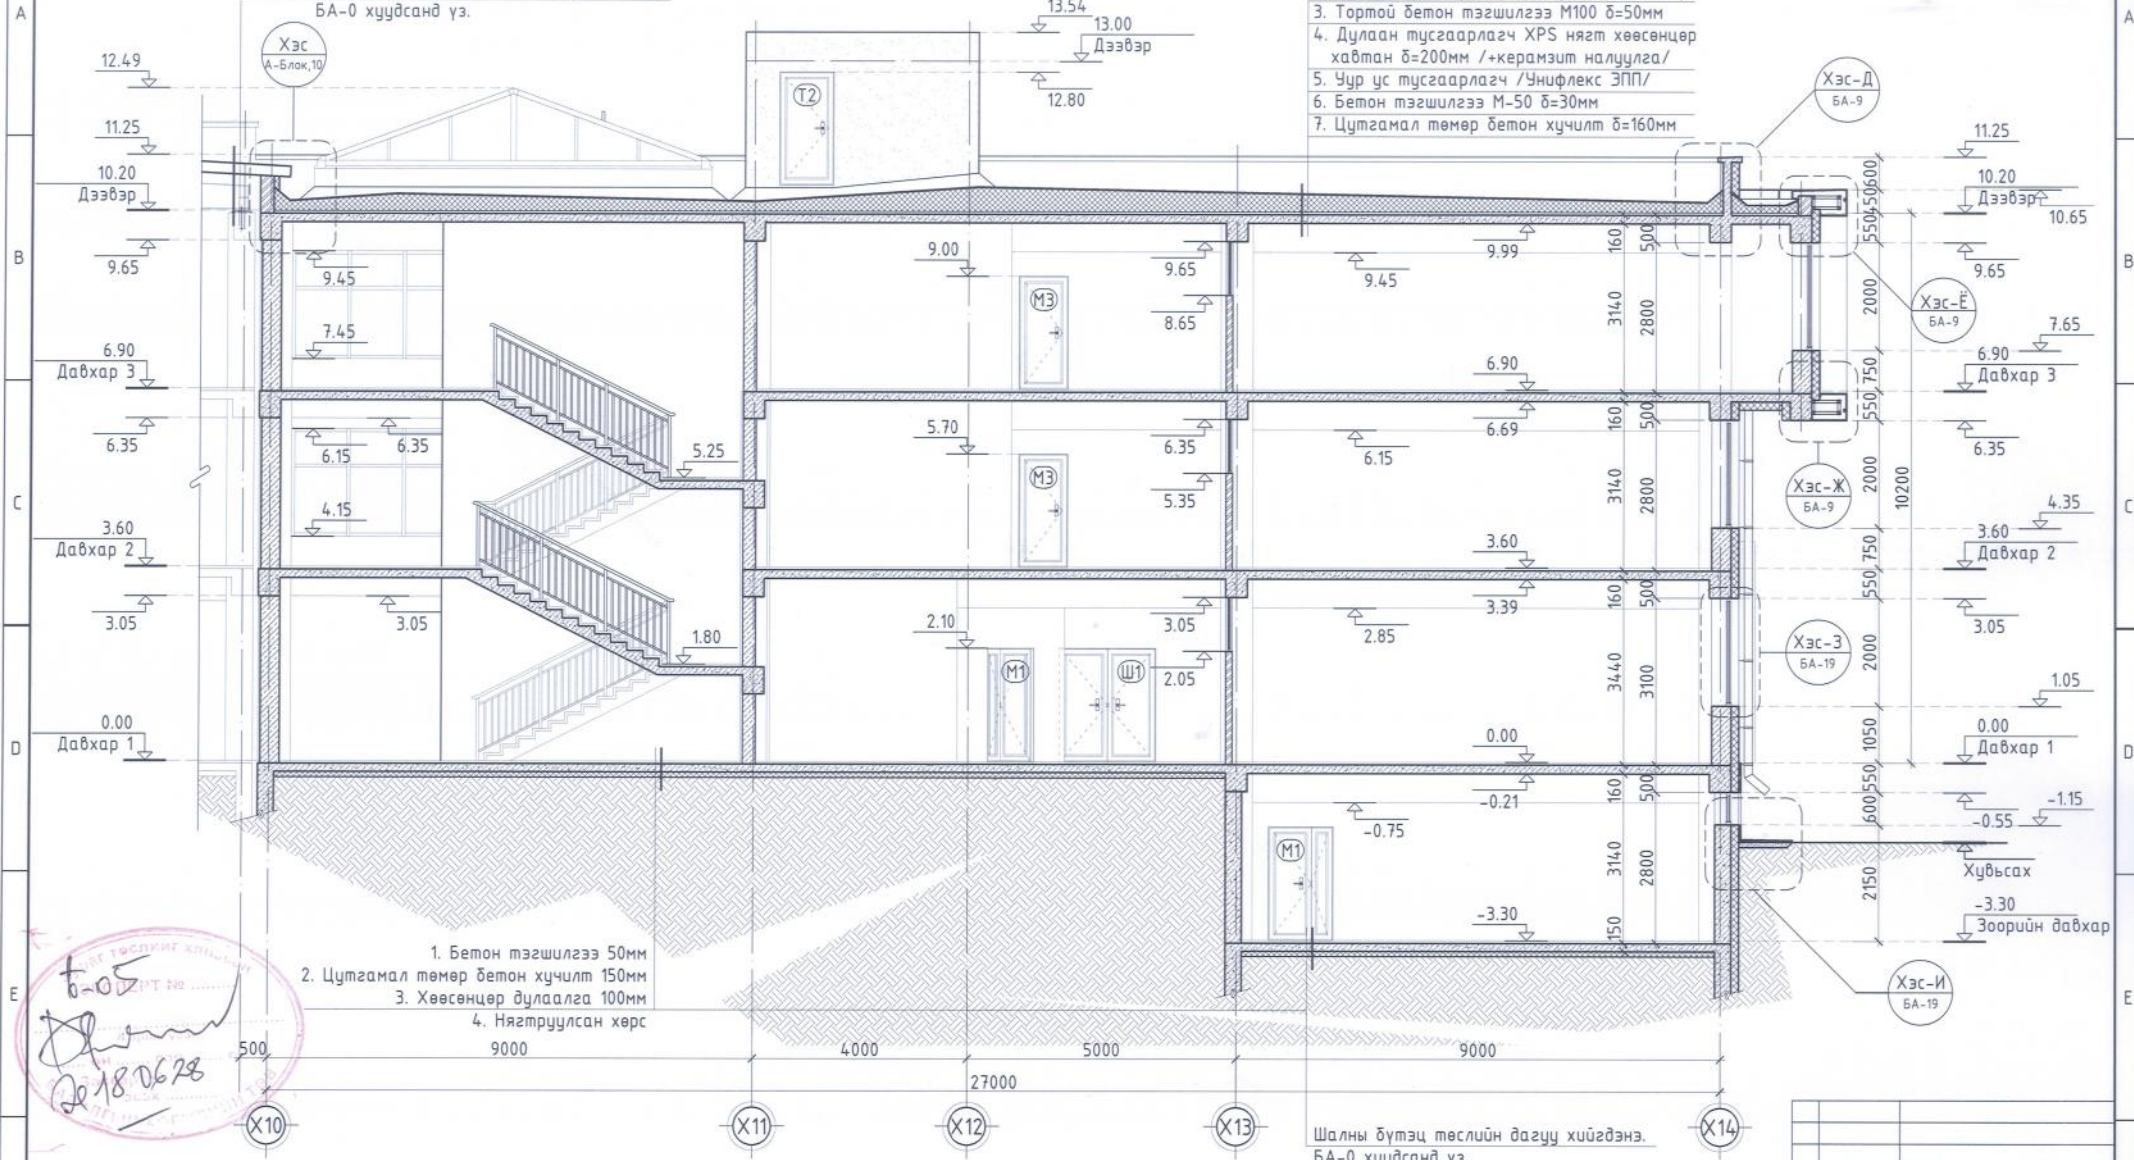 А
БА-0 хуудсанд үз.
Хэс
А-Блок,10
13.54
13.00
Дээвэр
12.80
Т2
3. Тортой бетон тэгшилгээ М100 δ=50мм
4. Дулаан тусгаарлагч XPS нягт хөөсөнцөр
хавтан δ=200мм /+керамзит налуулга/
5. Уур ус тусгаарлагч /Унифлекс ЭПП/
6. Бетон тэгшилгээ М-50 δ=30мм
7. Цутгамал төмөр бетон хучилт δ=160мм
Хэс-Д
БА-9
А
12.49
11.25
10.20
Дээвэр
9.65
11.25
10.20
Дээвэр
10.65
9.65
600
450
550
B
9.45
7.45
9.00
М3
9.65
8.65
9.45
9.99
160
500
3140
2800
2000
Хэс-Ё
БА-9
B
6.90
Давхар 3
6.90
7.65
6.90
Давхар 3
750
550
6.35
6.15
6.35
5.25
5.70
М3
6.35
5.35
6.15
6.69
160
500
3140
2800
2000
6.35
Хэс-Ж
БА-9
10200
C
4.15
3.60
Давхар 2
3.60
4.35
3.60
Давхар 2
C
750
550
3.05
3.05
1.80
2.10
М1
Ш1
3.05
2.05
2.85
3.39
160
500
3440
3100
2000
3.05
Хэс-З
БА-19
D
0.00
Давхар 1
0.00
1.05
0.00
Давхар 1
D
1050
550
600
-0.21
-0.75
160
500
-1.15
-0.55
Хувьсах
М1
3140
2800
2150
-3.30
150
-3.30
Зоорийн давхар
Хэс-И
БА-19
E
E
1. Бетон тэгшилгээ 50мм
2. Цутгамал төмөр бетон хучилт 150мм
3. Хөөсөнцөр дулаалга 100мм
4. Нягтруулсан хөрс
500
9000
4000
5000
9000
27000
Х10
Х11
Х12
Х13
Х14
Шалны бүтэц төслийн дагуу хийгдэнэ.
БА-0 хуудсанд үз.